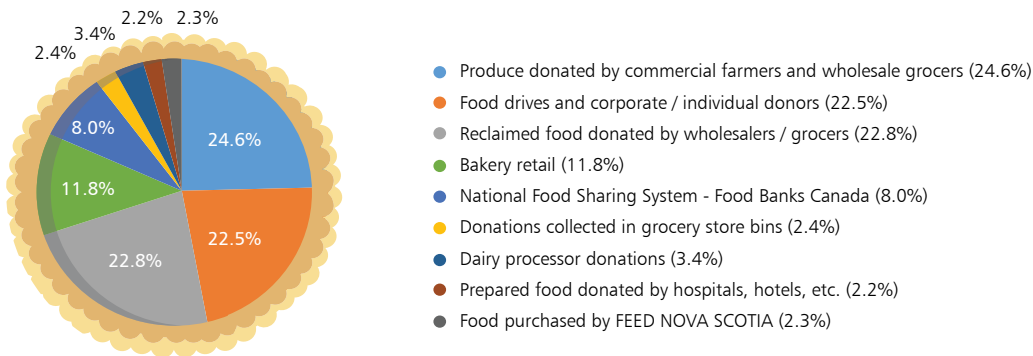 2.2%
2.3%
3.4%
2.4%
8.0%
24.6%
11.8%
22.5%
22.8%
Produce donated by commercial farmers and wholesale grocers (24.6%)
Food drives and corporate / individual donors (22.5%)
Reclaimed food donated by wholesalers / grocers (22.8%)
Bakery retail (11.8%)
National Food Sharing System - Food Banks Canada (8.0%)
Donations collected in grocery store bins (2.4%)
Dairy processor donations (3.4%)
Prepared food donated by hospitals, hotels, etc. (2.2%)
Food purchased by FEED NOVA SCOTIA (2.3%)